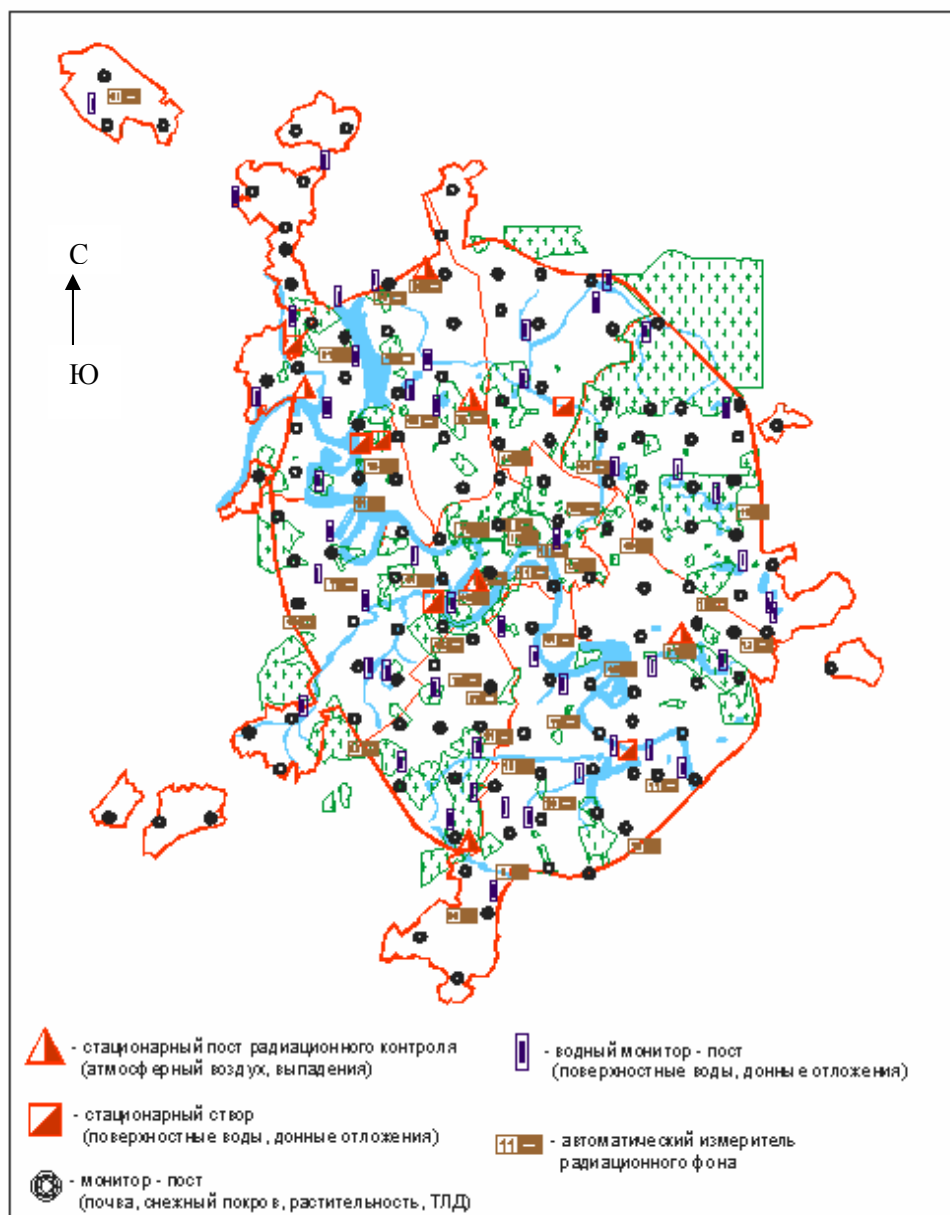 С
Ю
- стационарный пост радиационного контроля
(атмосферный воздух, выпадения)
- стационарный створ
(поверхностные воды, донные отложения)
- монитор - пост
(почва, снежный покров, растительность, ТЛД)
- водный монитор - пост
(поверхностные воды, донные отложения)
11 - автоматический измеритель
радиационного фона